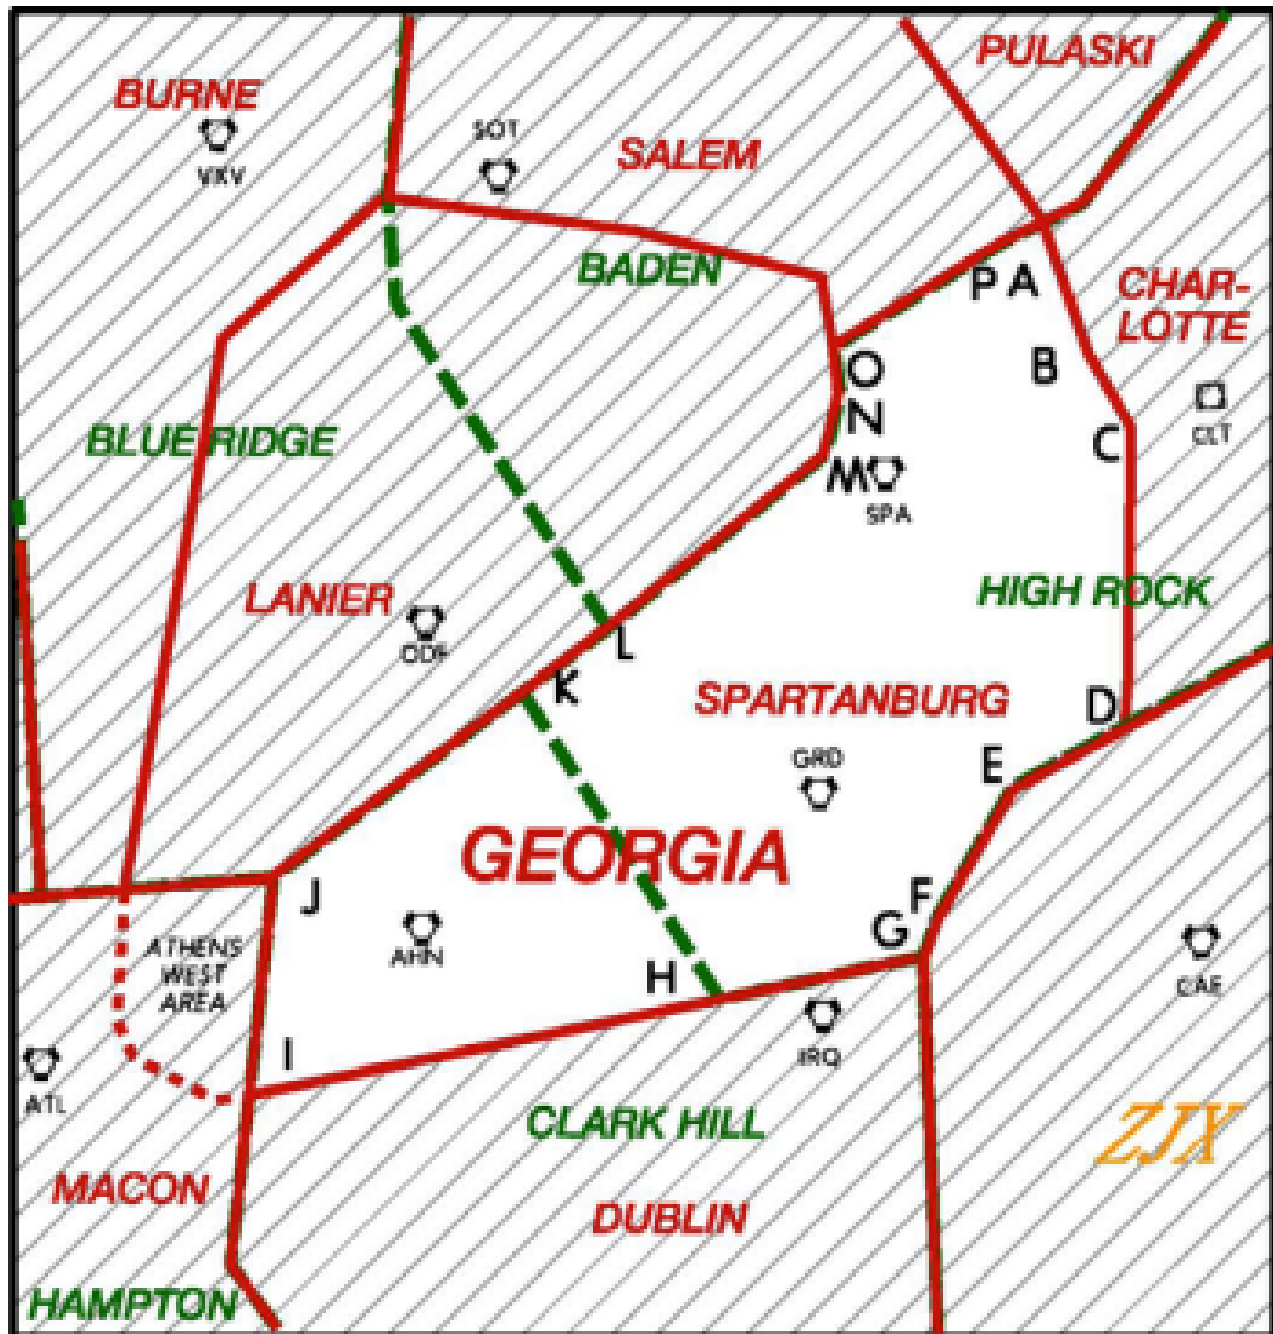 PULASKI
BURNE
SOT
SALEM
VXV
BADEN
P A
CHAR-
LOTTE
O
B
N
CLT
BLUE RIDGE
C
M
SPA
HIGH ROCK
LANIER
L
K
SPARTANBURG
D
GRD
E
GEORGIA
J
F
G
AHN
ATHENS
WEST
AREA
H
CAE
I
IRQ
ATL
CLARK HILL
ZJX
MACON
DUBLIN
HAMPTON